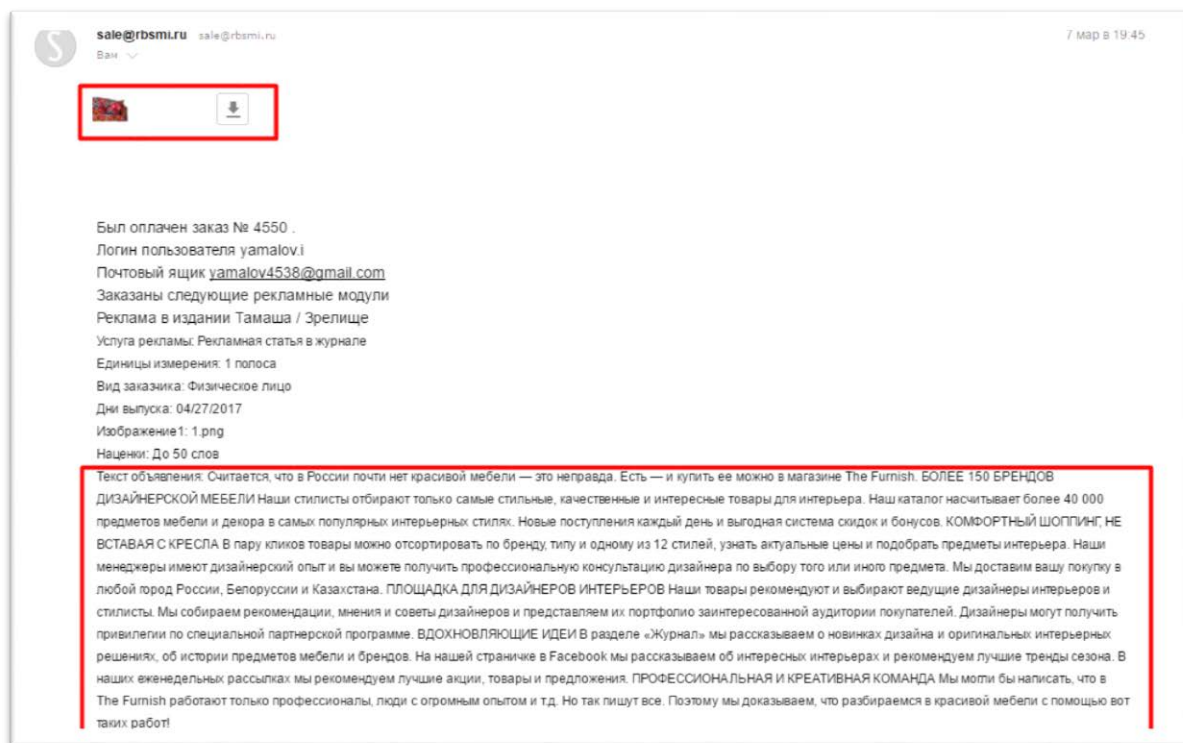 S
sale@rbsmi.ru sale@rbsmi.ru 7 мар в 19:45
Вам
Был оплачен заказ № 4550 .
Логин пользователя yamalov.i
Почтовый ящик yamalov4538@gmail.com
Заказаны следующие рекламные модули
Реклама в издании Тамаша / Зрелище
Услуга рекламы: Рекламная статья в журнале
Единицы измерения: 1 полоса
Вид заказчика: Физическое лицо
Дни выпуска: 04/27/2017
Изображение1: 1.png
Наценки: До 50 слов
Текст объявления: Считается, что в России почти нет красивой мебели — это неправда. Есть — и купить ее можно в магазине The Furnish. БОЛЕЕ 150 БРЕНДОВ
ДИЗАЙНЕРСКОЙ МЕБЕЛИ Наши стилисты отбирают только самые стильные, качественные и интересные товары для интерьера. Наш каталог насчитывает более 40 000
предметов мебели и декора в самых популярных интерьерных стилях. Новые поступления каждый день и выгодная система скидок и бонусов. КОМФОРТНЫЙ ШОППИНГ, НЕ
ВСТАВАЯ С КРЕСЛА В пару кликов товары можно отсортировать по бренду, типу и одному из 12 стилей, узнать актуальные цены и подобрать предметы интерьера. Наши
менеджеры имеют дизайнерский опыт и вы можете получить профессиональную консультацию дизайнера по выбору того или иного предмета. Мы доставим вашу покупку в
любой город России, Белоруссии и Казахстана. ПЛОЩАДКА ДЛЯ ДИЗАЙНЕРОВ ИНТЕРЬЕРОВ Наши товары рекомендуют и выбирают ведущие дизайнеры интерьеров и
стилисты. Мы собираем рекомендации, мнения и советы дизайнеров и представляем их портфолио заинтересованной аудитории покупателей. Дизайнеры могут получить
привилегии по специальной партнерской программе. ВДОХНОВЛЯЮЩИЕ ИДЕИ В разделе «Журнал» мы рассказываем о новинках дизайна и оригинальных интерьерных
решениях, об истории предметов мебели и брендов. На нашей страничке в Facebook мы рассказываем об интересных интерьерах и рекомендуем лучшие тренды сезона. В
наших еженедельных рассылках мы рекомендуем лучшие акции, товары и предложения. ПРОФЕССИОНАЛЬНАЯ И КРЕАТИВНАЯ КОМАНДА Мы могли бы написать, что в
The Furnish работают только профессионалы, люди с огромным опытом и т.д. Но так пишут все. Поэтому мы доказываем, что разбираемся в красивой мебели с помощью вот
таких работ!